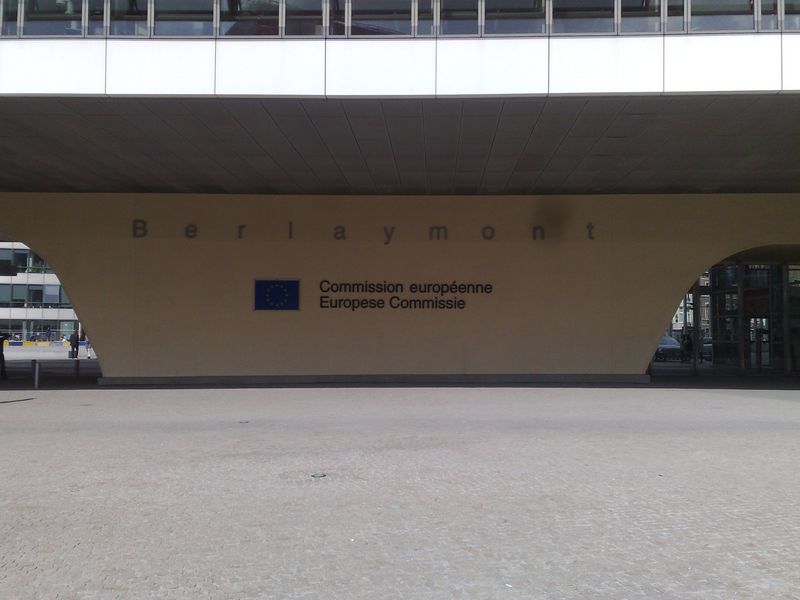 Berlaymont
Commission européenne
Europese Commissie